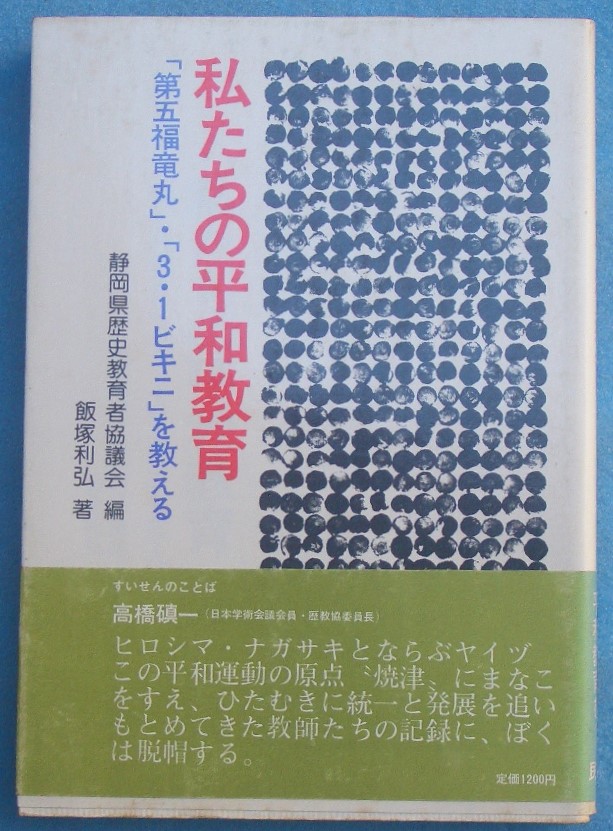 私たちの平和教育
「第五福竜丸」・「3・1ビキニ」を教える
静岡県歴史教育者協議会 編
飯塚利弘 著
すいせんのことば
高橋磌一（日本学術会議会員・歴教協委員長）
ヒロシマ・ナガサキとならぶヤイヅ
この平和運動の原点〝焼津〟にまなこ
をすえ、ひたむきに統一と発展を追い
もとめてきた教師たちの記録に、ぼく
は脱帽する。
定価1200円